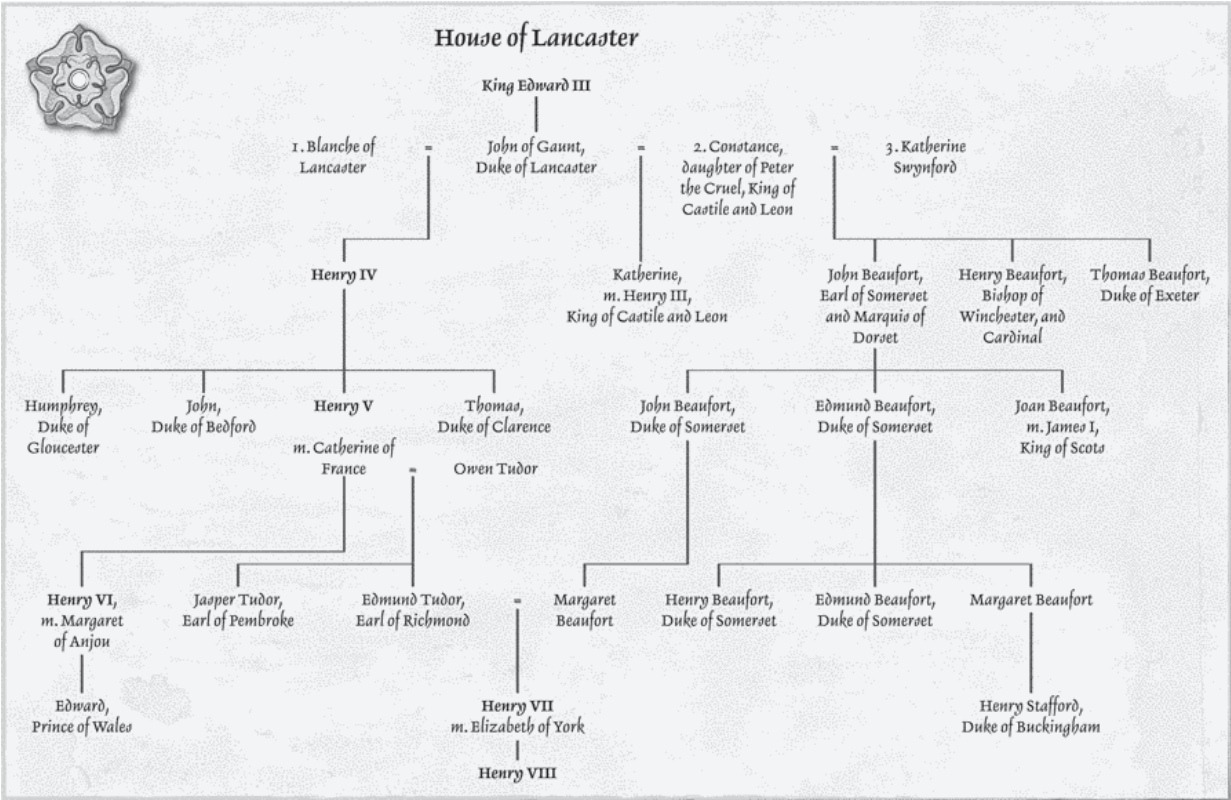 House of Lancaster
King Edward III
1. Blanche of
Lancaster
=
John of Gaunt,
Duke of Lancaster
=
2. Constance,
daughter of Peter
the Cruel, King of
Castile and Leon
=
3. Katherine
Swynford
Henry IV
Katherine,
m. Henry III,
King of Castile and Leon
John Beaufort,
Earl of Somerset
and Marquis of
Dorset
Henry Beaufort,
Bishop of
Winchester, and
Cardinal
Thomas Beaufort,
Duke of Exeter
Humphrey,
Duke of
Gloucester
John,
Duke of Bedford
Henry V
m. Catherine of
France
=
Owen Tudor
Thomas,
Duke of Clarence
John Beaufort,
Duke of Somerset
Edmund Beaufort,
Duke of Somerset
Joan Beaufort,
m. James I,
King of Scots
Henry VI,
m. Margaret
of Anjou
Jasper Tudor,
Earl of Pembroke
Edmund Tudor,
Earl of Richmond
=
Margaret
Beaufort
Henry Beaufort,
Duke of Somerset
Edmund Beaufort,
Duke of Somerset
Margaret Beaufort
Edward,
Prince of Wales
Henry VII
m. Elizabeth of York
Henry Stafford,
Duke of Buckingham
Henry VIII